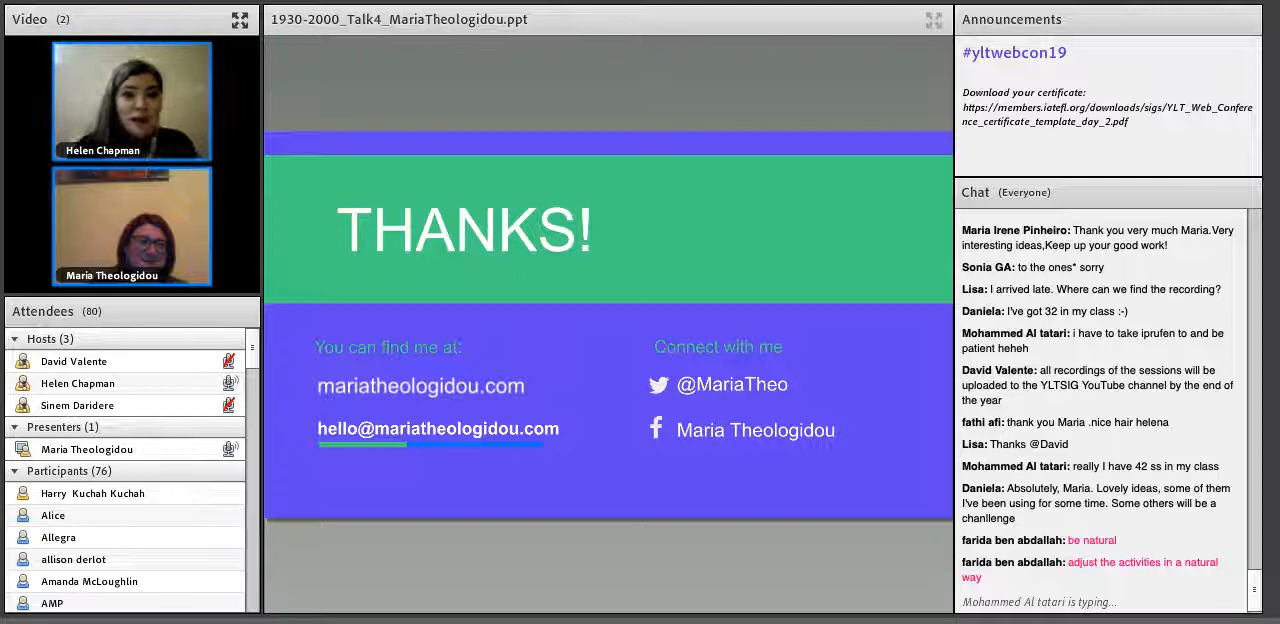 Video (2)
Helen Chapman
Maria Theologidou
Attendees (80)
Hosts (3)
David Valente
Helen Chapman
Sinem Daridere
Presenters (1)
Maria Theologidou
Participants (76)
Harry Kuchah Kuchah
Alice
Allegra
allison derlot
Amanda McLoughlin
AMP
1930-2000_Talk4_MariaTheologidou.ppt
THANKS!
You can find me at:
mariatheologidou.com
hello@mariatheologidou.com
Connect with me
@MariaTheo
Maria Theologidou
Announcements
#yltwebcon19
Download your certificate:
https://members.iatefl.org/downloads/sigs/YLT_Web_Confere
nce_certificate_template_day_2.pdf
Chat (Everyone)
Maria Irene Pinheiro: Thank you very much Maria.Very
interesting ideas,Keep up your good work!
Sonia GA: to the ones* sorry
Lisa: I arrived late. Where can we find the recording?
Daniela: I've got 32 in my class :-)
Mohammed Al tatari: i have to take iprufen to and be
patient heheh
David Valente: all recordings of the sessions will be
uploaded to the YLTSIG YouTube channel by the end of
the year
fathi afi: thank you Maria .nice hair helena
Lisa: Thanks @David
Mohammed Al tatari: really I have 42 ss in my class
Daniela: Absolutely, Maria. Lovely ideas, some of them
I've been using for some time. Some others will be a
chanllenge
farida ben abdallah: be natural
farida ben abdallah: adjust the activities in a natural
way
Mohammed Al tatari is typing...